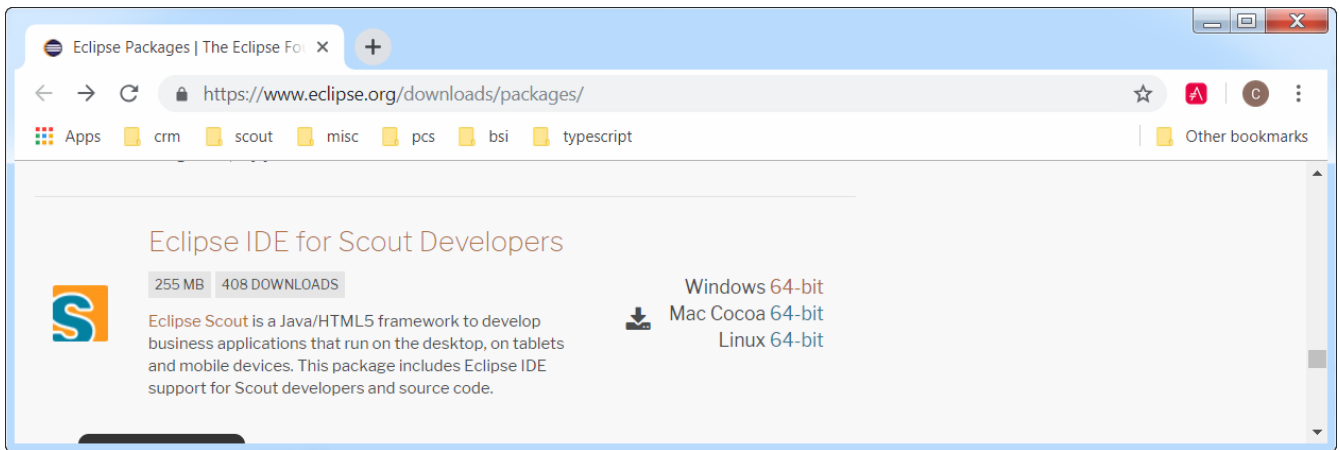 Eclipse Packages | The Eclipse Fou
https://www.eclipse.org/downloads/packages/
C
Apps crm scout misc pcs bsi typescript Other bookmarks
Eclipse IDE for Scout Developers
255 MB 408 DOWNLOADS
Eclipse Scout is a Java/HTML5 framework to develop
business applications that run on the desktop, on tablets
and mobile devices. This package includes Eclipse IDE
support for Scout developers and source code.
Windows 64-bit
Mac Cocoa 64-bit
Linux 64-bit